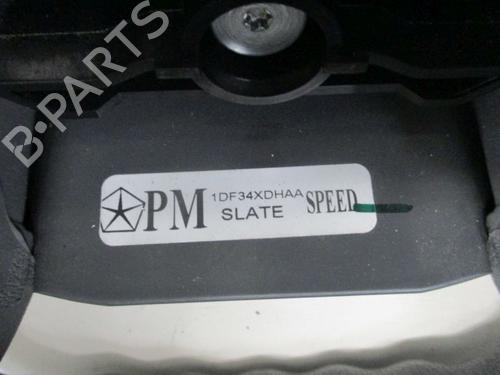 B-PARTS
PM 1DF34XDHAA SPEED
SLATE